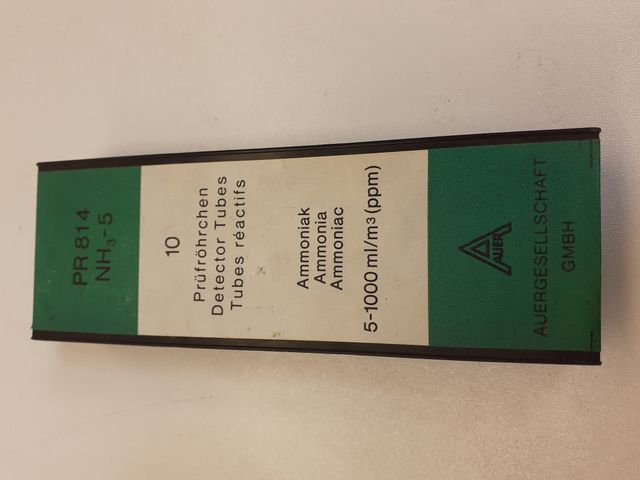 PR 814
NH₃-5
10
Prüfröhrchen
Detector Tubes
Tubes réactifs
Ammoniak
Ammonia
Ammoniac
5-1000 ml/m³ (ppm)
AUER
AUERGESELLSCHAFT
GMBH